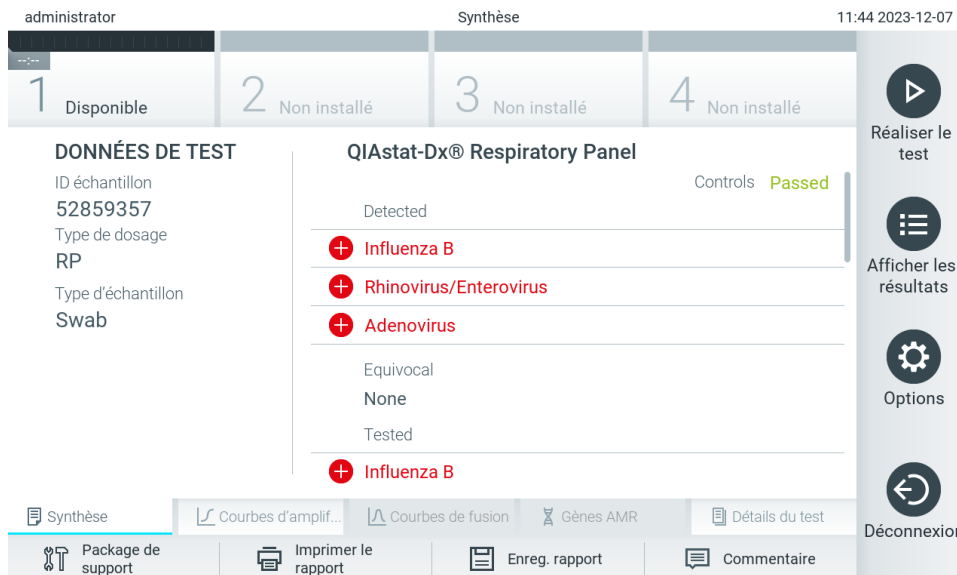 administrator
Synthèse
11:44 2023-12-07
--:--
1 Disponible
2 Non installé
3 Non installé
4 Non installé
DONNÉES DE TEST
ID échantillon
52859357
Type de dosage
RP
Type d'échantillon
Swab
QIAstat-Dx® Respiratory Panel
Controls Passed
Detected
Influenza B
Rhinovirus/Enterovirus
Adenovirus
Equivocal
None
Tested
Influenza B
Réaliser le
test
Afficher les
résultats
Options
Déconnexion
Synthèse
Courbes d'amplif...
Courbes de fusion
Gènes AMR
Détails du test
Package de
support
Imprimer le
rapport
Enreg. rapport
Commentaire